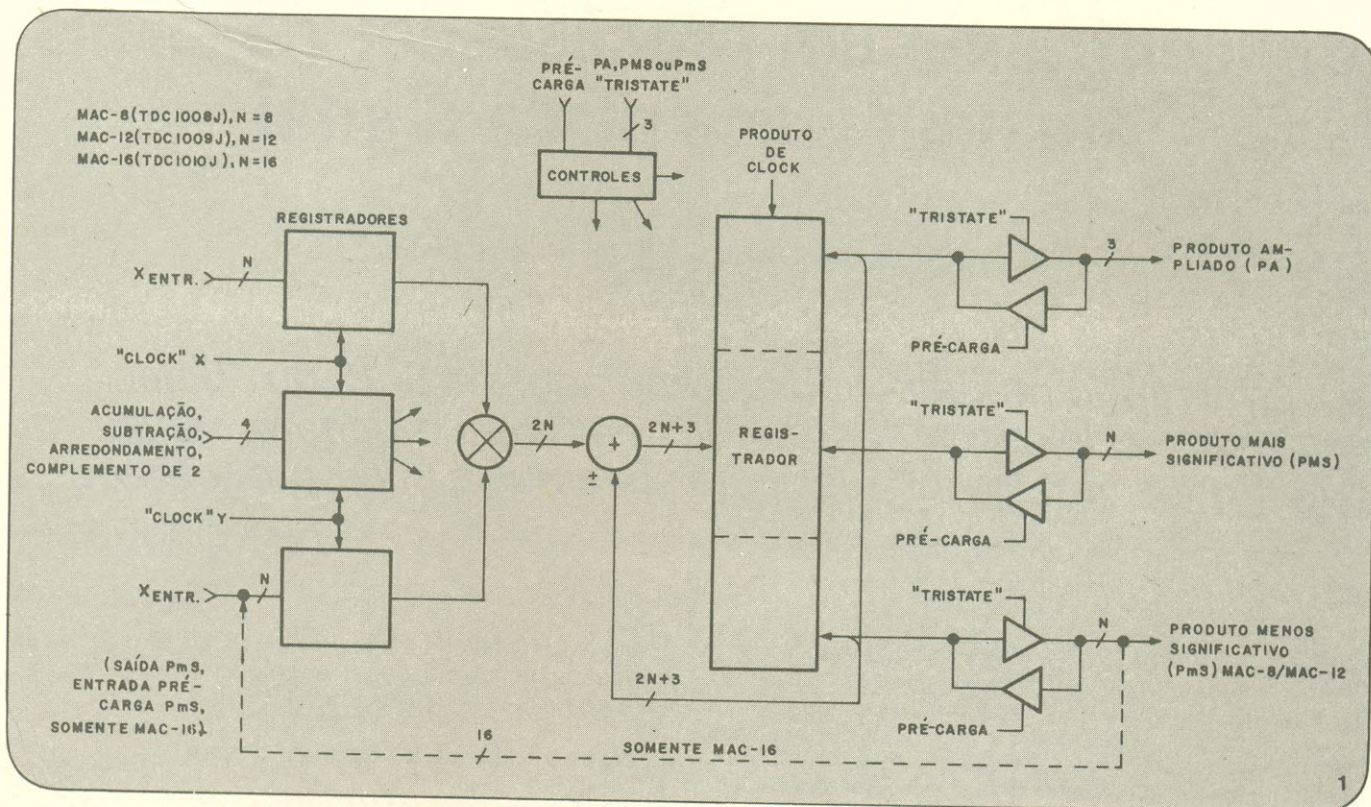 MAC-8(TDC1008J), N=8
MAC-12(TDC1009J), N=12
MAC-16(TDC1010J), N=16
PRÉ-
CARGA
PA, PMS ou PmS
"TRISTATE"
3
CONTROLES
PRODUTO
DE
CLOCK
REGISTRADORES
X ENTR.
N
"CLOCK" X
ACUMULAÇÃO,
SUBTRAÇÃO,
ARREDONDAMENTO,
COMPLEMENTO DE 2
4
"CLOCK" Y
X ENTR.
N
(SAÍDA PmS,
ENTRADA PRÉ-
CARGA PmS,
SOMENTE MAC-16)
2N
+
±
2N+3
REGIS-
TRADOR
2N+3
"TRISTATE"
3
PRODUTO AM-
PLIADO (PA)
PRÉ-CARGA
"TRISTATE"
N
PRODUTO MAIS
SIGNIFICATIVO (PMS)
PRÉ-CARGA
"TRISTATE"
N
PRODUTO MENOS
SIGNIFICATIVO
(PmS) MAC-8/MAC-12
PRÉ-CARGA
16
SOMENTE MAC-16
1